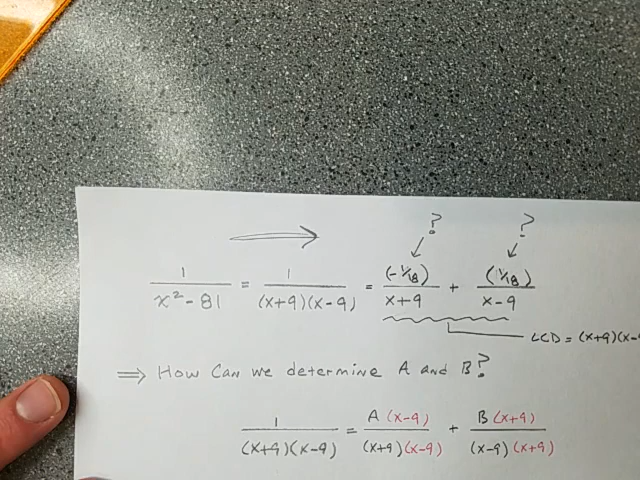 ? ?
1/(x²-81) = 1/((x+9)(x-9)) = (-1/18)/(x+9) + (1/18)/(x-9)
LCD = (x+9)(x-9
⇒ How Can we determine A and B?
1/((x+9)(x-9)) = A(x-9)/((x+9)(x-9)) + B(x+9)/((x-9)(x+9))